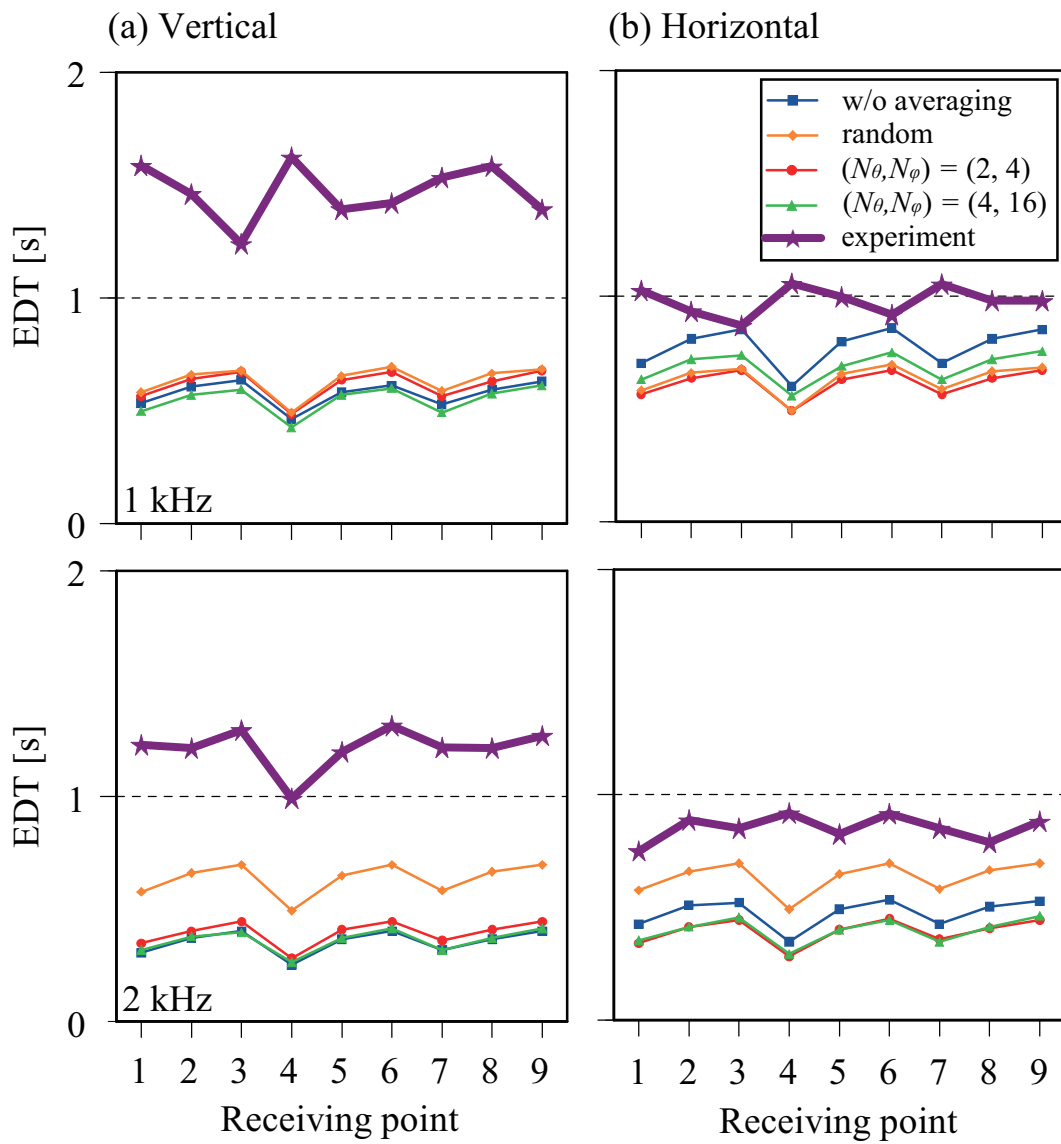 (a) Vertical
(b) Horizontal
2
EDT [s]
1
0
1 kHz
w/o averaging
random
(Nθ,Nφ) = (2, 4)
(Nθ,Nφ) = (4, 16)
experiment
2
EDT [s]
1
0
2 kHz
1 2 3 4 5 6 7 8 9
1 2 3 4 5 6 7 8 9
Receiving point
Receiving point